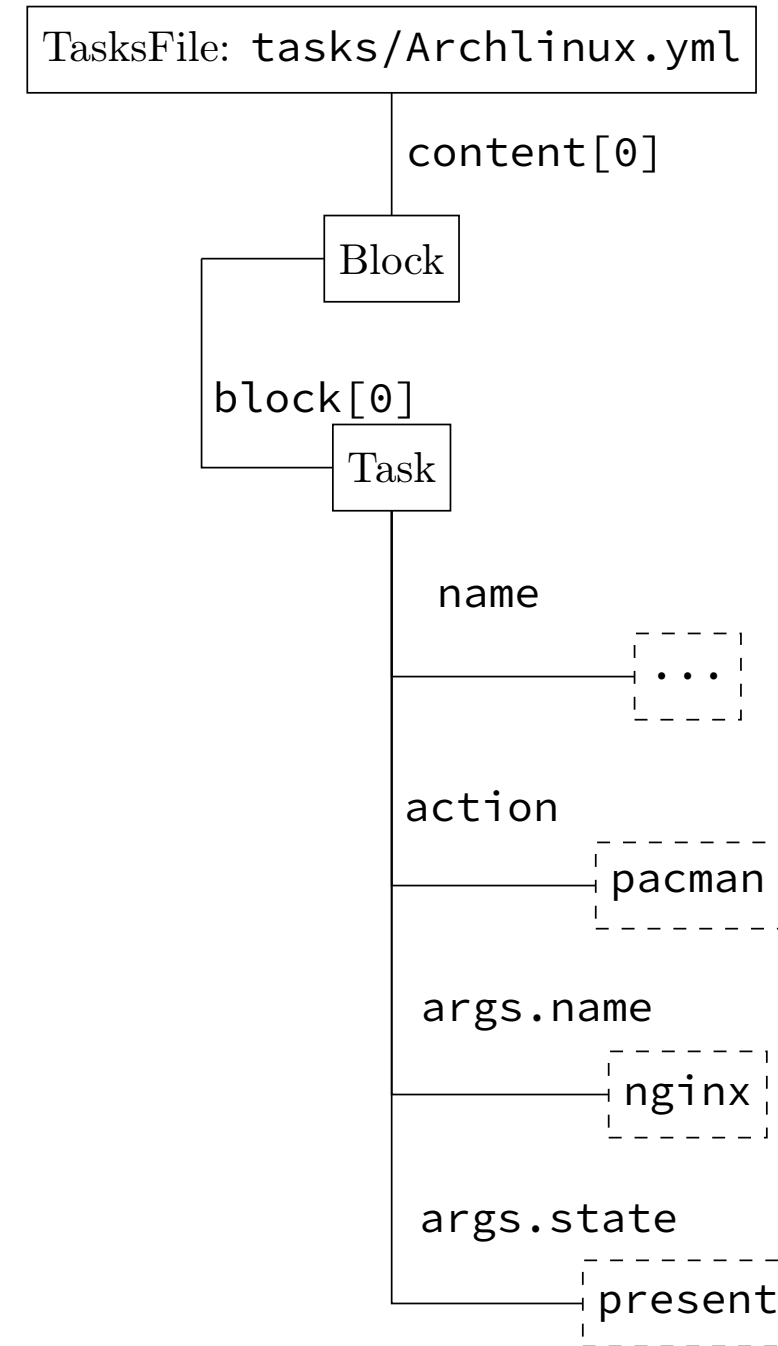 TasksFile: tasks/Archlinux.yml
content[0]
Block
block[0]
Task
name
...
action
pacman
args.name
nginx
args.state
present